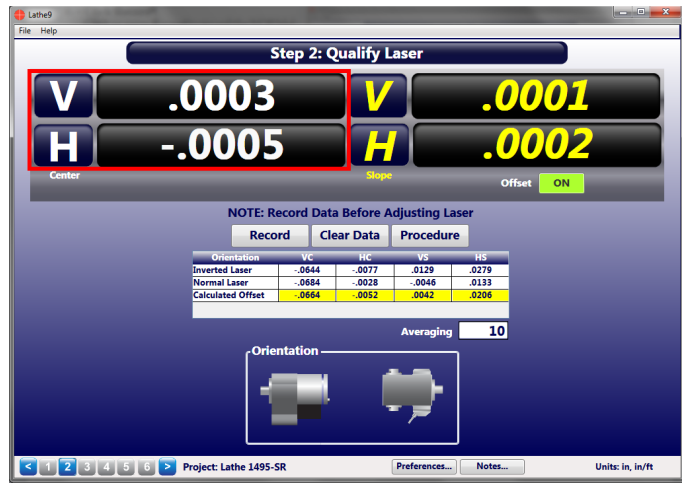 Lathe9
File Help
Step 2: Qualify Laser
V .0003 V .0001
H -.0005 H .0002
Center Slope Offset ON
NOTE: Record Data Before Adjusting Laser
Record Clear Data Procedure
Orientation VC HC VS HS
Inverted Laser -.0644 -.0077 .0129 .0279
Normal Laser -.0684 -.0028 -.0046 .0133
Calculated Offset -.0664 -.0052 .0042 .0206
Averaging 10
Orientation
< 1 2 3 4 5 6 > Project: Lathe 1495-SR Preferences... Notes... Units: in, in/ft